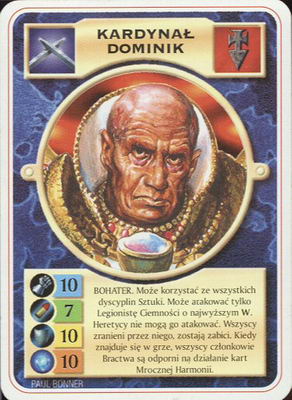 KARDYNAŁ
DOMINIK
10
7
10
10
BOHATER. Może korzystać ze wszystkich
dyscyplin Sztuki. Może atakować tylko
Legionistę Ciemności o najwyższym W.
Heretycy nie mogą go atakować. Wszyscy
zranieni przez niego, zostają zabici. Kiedy
znajduje się w grze, wszyscy członkowie
Bractwa są odporni na działanie kart
Mrocznej Harmonii.
PAUL BONNER